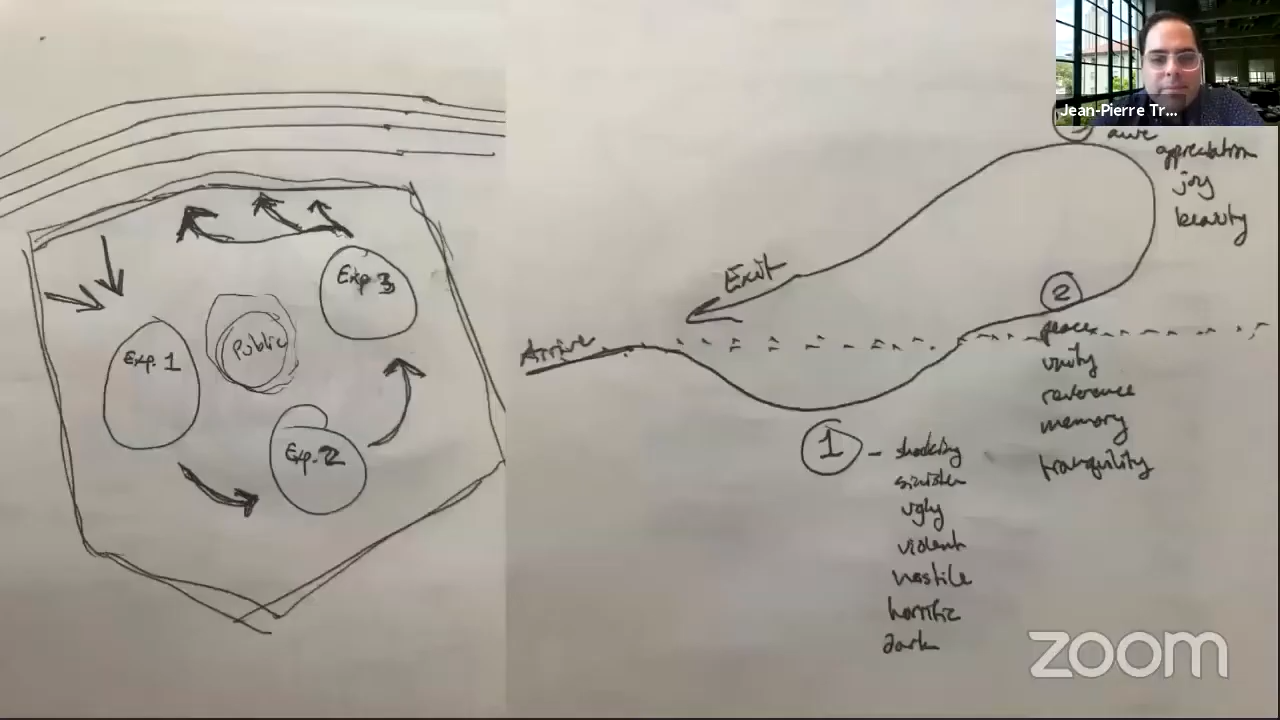 Exp. 1
Public
Exp. 3
Exp. 2
Arrive
Exit
1 - shocking
sinister
ugly
violent
hostile
horrific
dark
2
peace
unity
reverence
memory
tranquility
awe
appreciation
joy
beauty
Jean-Pierre Tr...
zoom